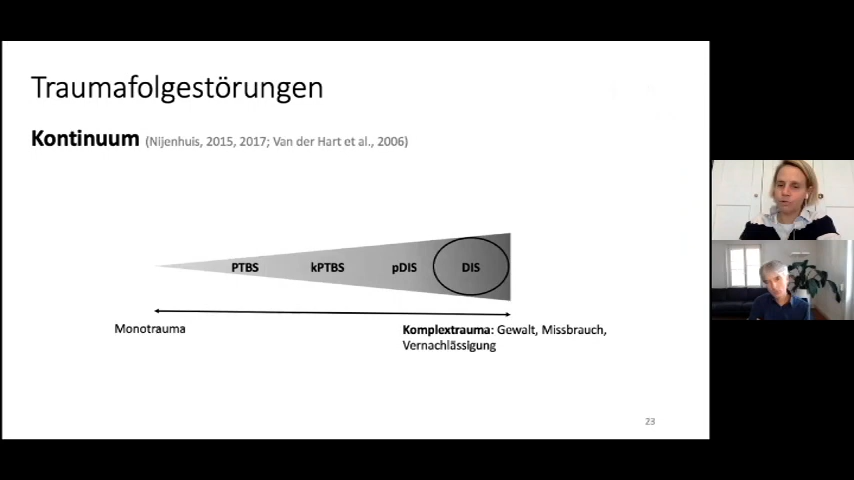 Traumafolgestörungen
Kontinuum (Nijenhuis, 2015, 2017; Van der Hart et al., 2006)
PTBS kPTBS pDIS DIS
Monotrauma
Komplextrauma: Gewalt, Missbrauch,
Vernachlässigung
23